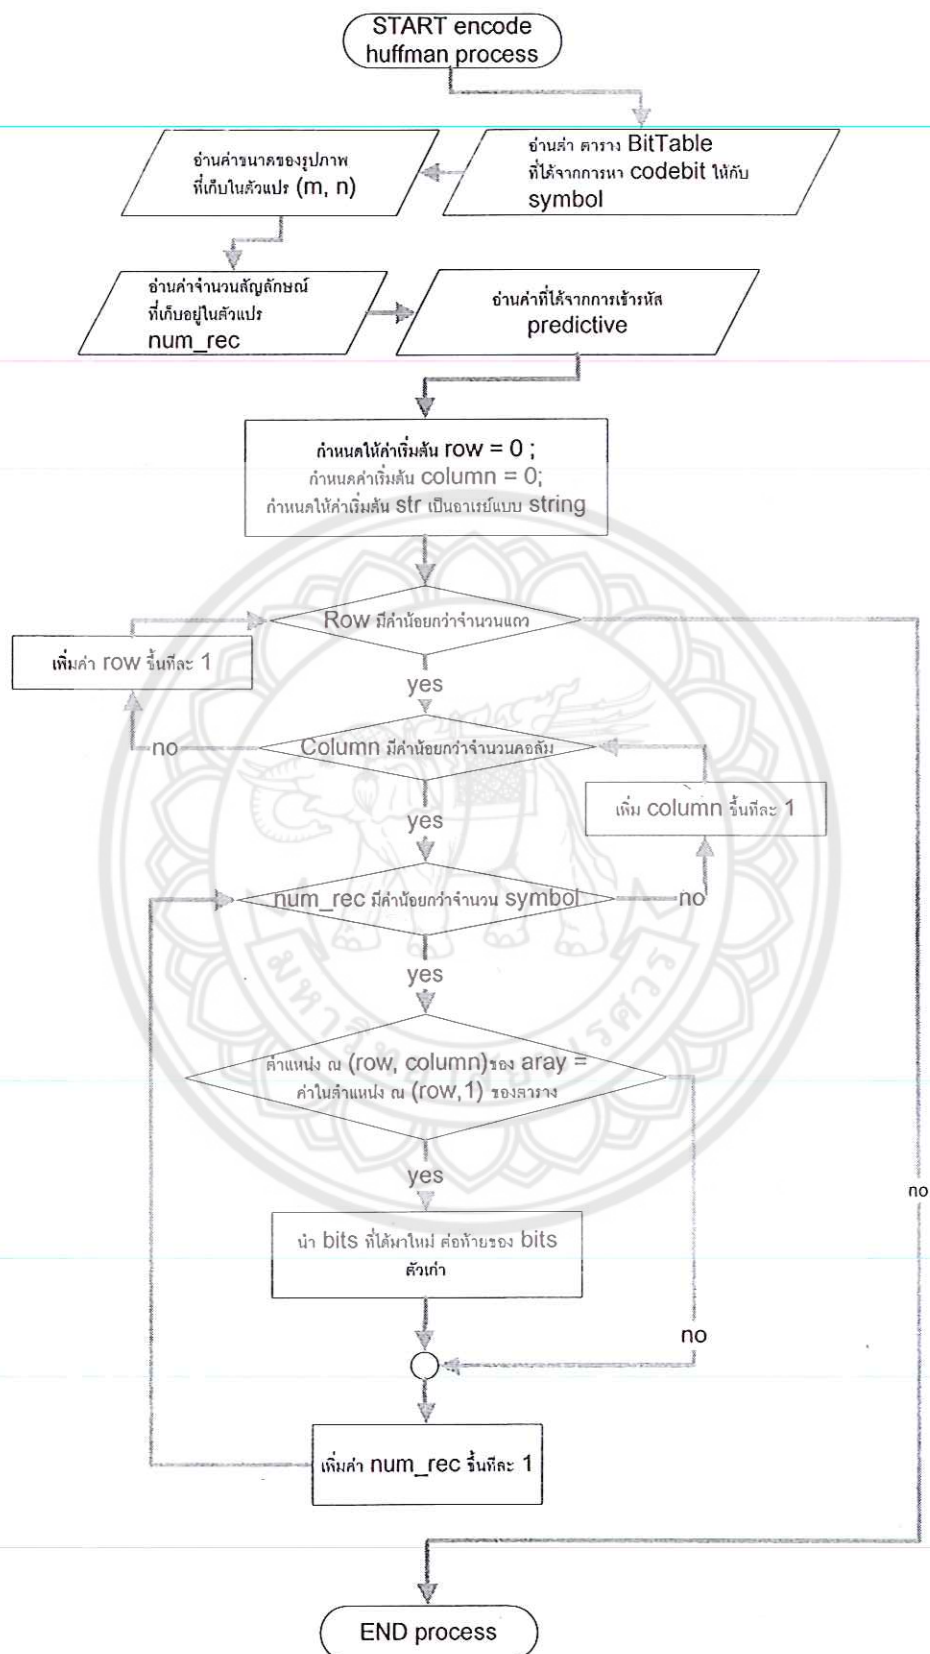 START encode
huffman process
อ่านค่า ตาราง BitTable
ที่ได้จากการหา codebit ให้กับ
symbol
อ่านค่าขนาดของรูปภาพ
ที่เก็บในตัวแปร (m, n)
อ่านค่าจำนวนสัญลักษณ์
ที่เก็บอยู่ในตัวแปร
num_rec
อ่านค่าที่ได้จากการเข้ารหัส
predictive
กำหนดให้ค่าเริ่มต้น row = 0 ;
กำหนดค่าเริ่มต้น column = 0;
กำหนดให้ค่าเริ่มต้น str เป็นอาเรย์แบบ string
Row มีค่าน้อยกว่าจำนวนแถว
เพิ่มค่า row ขึ้นทีละ 1
yes
Column มีค่าน้อยกว่าจำนวนคอลัม
no
เพิ่ม column ขึ้นทีละ 1
yes
num_rec มีค่าน้อยกว่าจำนวน symbol
no
yes
ตำแหน่ง ณ (row, column)ของ aray =
ค่าในตำแหน่ง ณ (row,1) ของตาราง
yes
no
นำ bits ที่ได้มาใหม่ ต่อท้ายของ bits
ตัวเก่า
no
เพิ่มค่า num_rec ขึ้นทีละ 1
END process